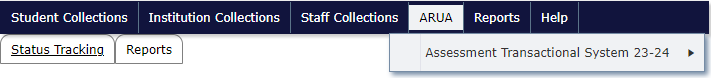 Student Collections Institution Collections Staff Collections ARUA Reports Help
Status Tracking Reports Assessment Transactional System 23-24